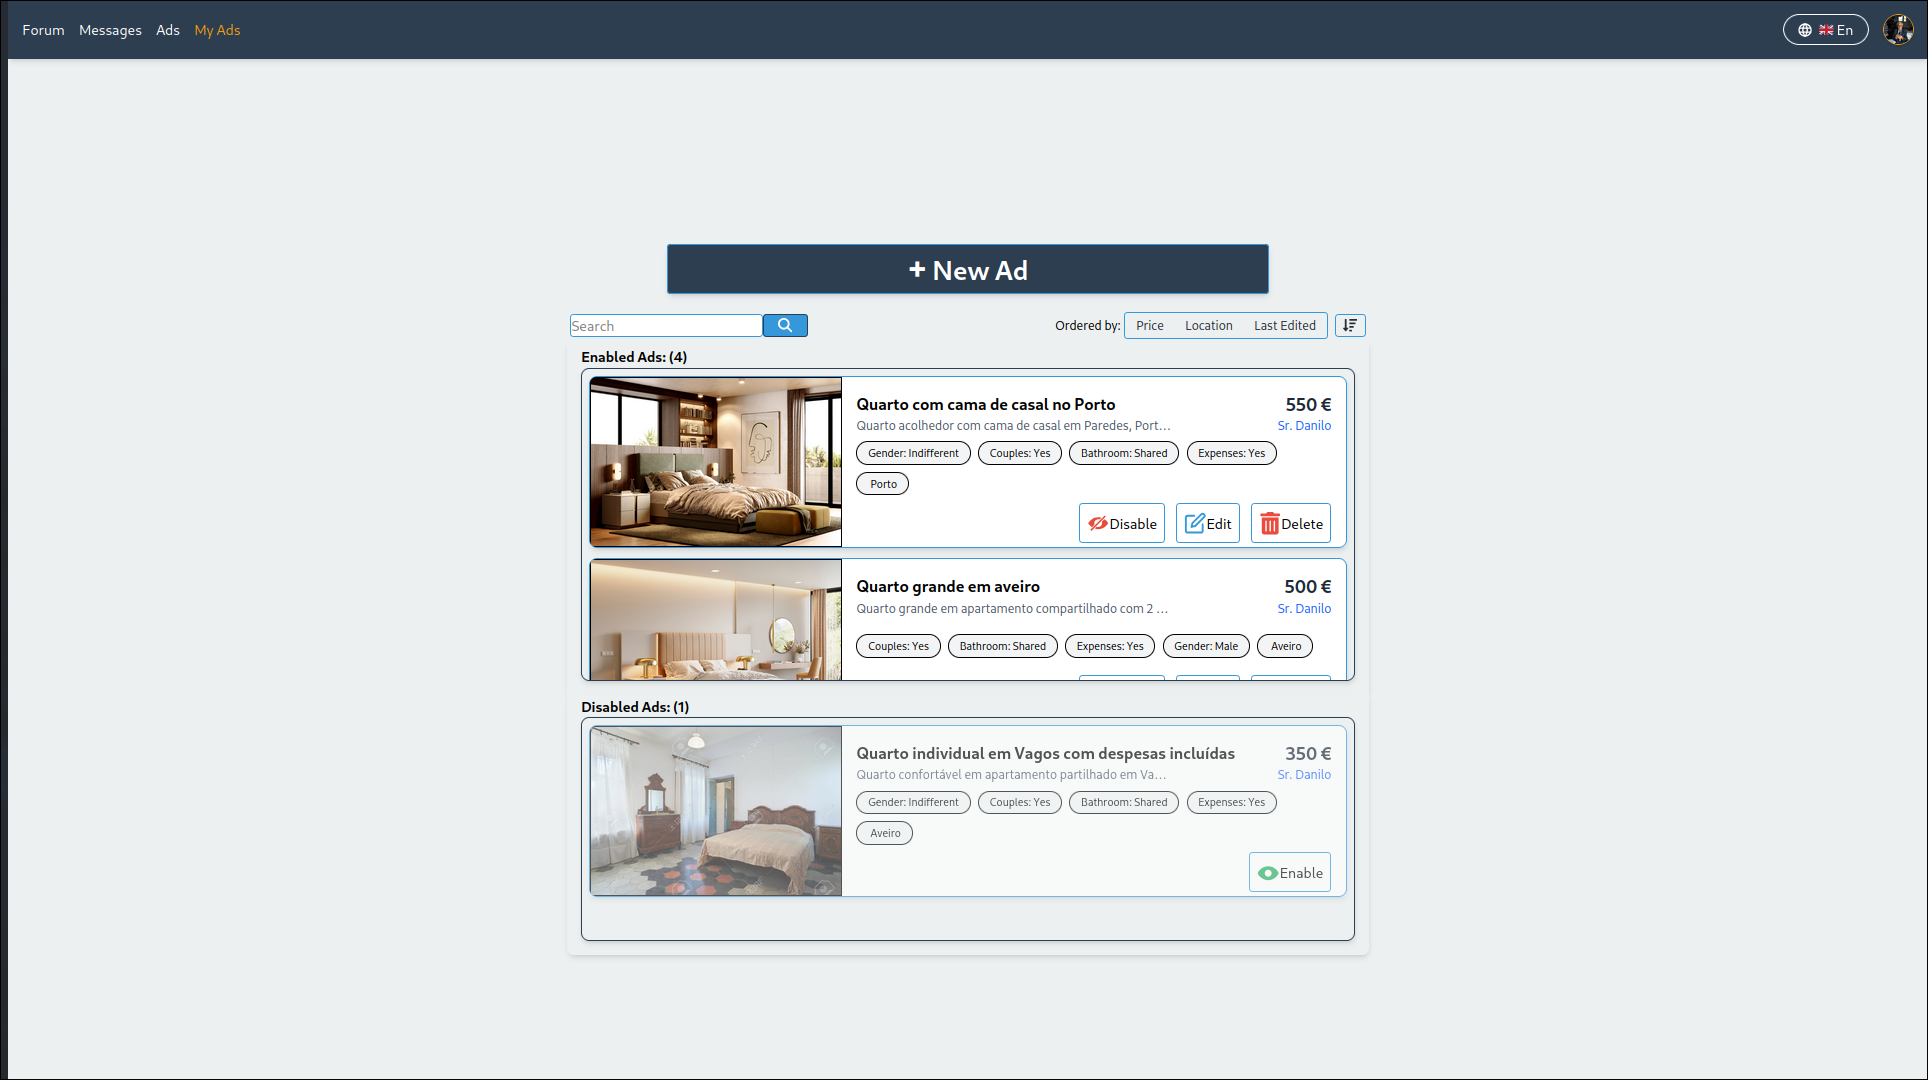 Forum Messages Ads My Ads En
+ New Ad
Search Ordered by: Price Location Last Edited
Enabled Ads: (4)
Quarto com cama de casal no Porto 550 €
Quarto acolhedor com cama de casal em Paredes, Port... Sr. Danilo
Gender: Indifferent Couples: Yes Bathroom: Shared Expenses: Yes
Porto
Disable Edit Delete
Quarto grande em aveiro 500 €
Quarto grande em apartamento compartilhado com 2 ... Sr. Danilo
Couples: Yes Bathroom: Shared Expenses: Yes Gender: Male Aveiro
Disabled Ads: (1)
Quarto individual em Vagos com despesas incluídas 350 €
Quarto confortável em apartamento partilhado em Va... Sr. Danilo
Gender: Indifferent Couples: Yes Bathroom: Shared Expenses: Yes
Aveiro
Enable